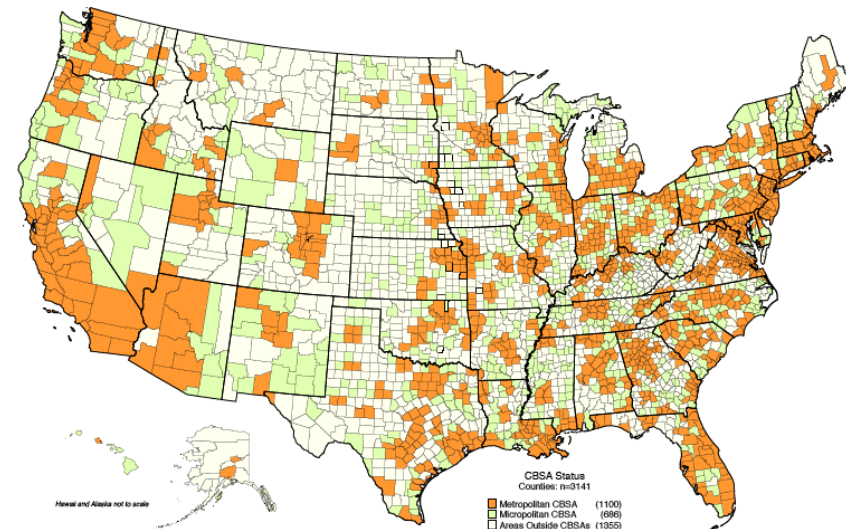 CBSA Status
Counties: n=3141
Hawaii and Alaska not to scale
Metropolitan CBSA (1100)
Micropolitan CBSA (686)
Areas Outside CBSAs (1355)